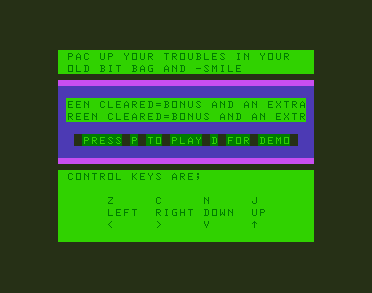 PAC UP YOUR TROUBLES IN YOUR
OLD BIT BAG AND -SMILE
EEN CLEARED=BONUS AND AN EXTRA
REEN CLEARED=BONUS AND AN EXTR
PRESS P TO PLAY D FOR DEMO
CONTROL KEYS ARE;
Z C N J
LEFT RIGHT DOWN UP
< > V ↑